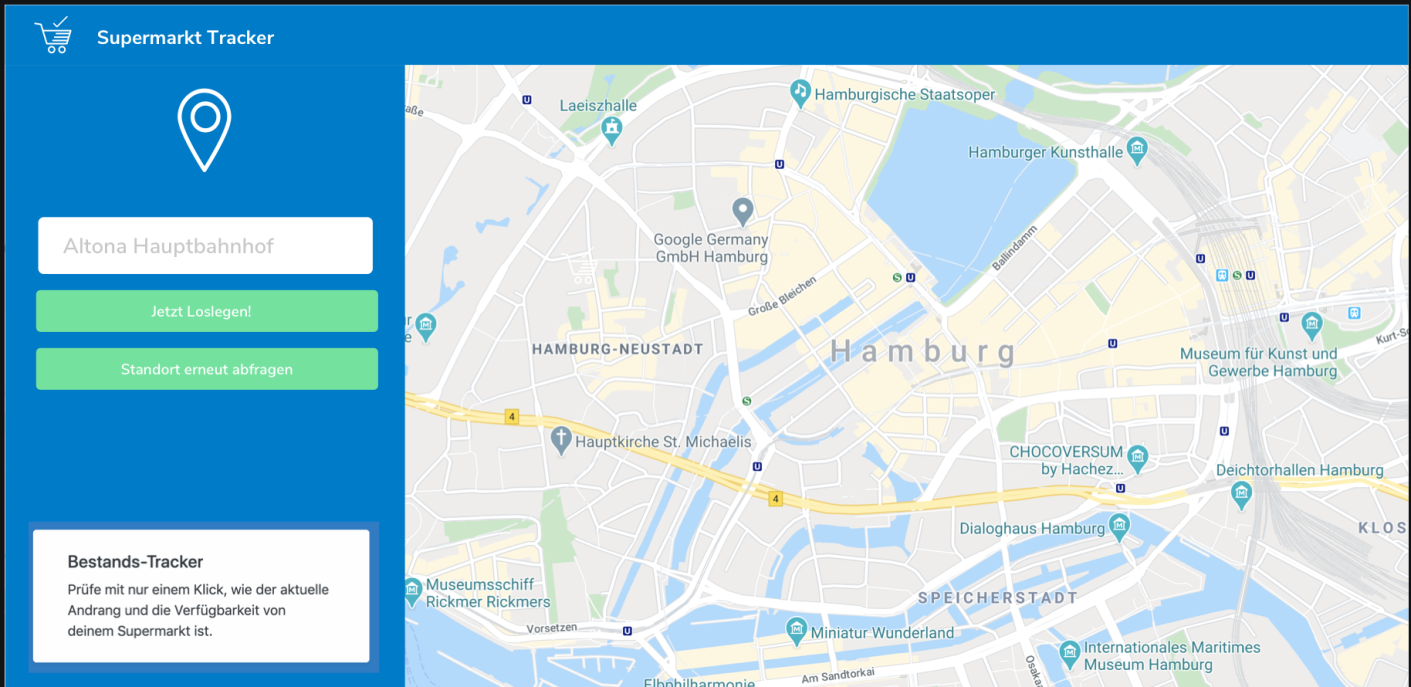 Supermarkt Tracker
Altona Hauptbahnhof
Jetzt Loslegen!
Standort erneut abfragen
Bestands-Tracker
Prüfe mit nur einem Klick, wie der aktuelle
Andrang und die Verfügbarkeit von
deinem Supermarkt ist.
Laeiszhalle
Hamburgische Staatsoper
Hamburger Kunsthalle
Google Germany
GmbH Hamburg
Ballindamm
Große Bleichen
HAMBURG-NEUSTADT
Hamburg
Museum für Kunst und
Gewerbe Hamburg
4
Hauptkirche St. Michaelis
CHOCOVERSUM
by Hachez...
Deichtorhallen Hamburg
4
Dialoghaus Hamburg
KLOS
Museumsschiff
Rickmer Rickmers
SPEICHERSTADT
Vorsetzen
Miniatur Wunderland
Internationales Maritimes
Museum Hamburg
Am Sandtorkai
Elbphilharmonie